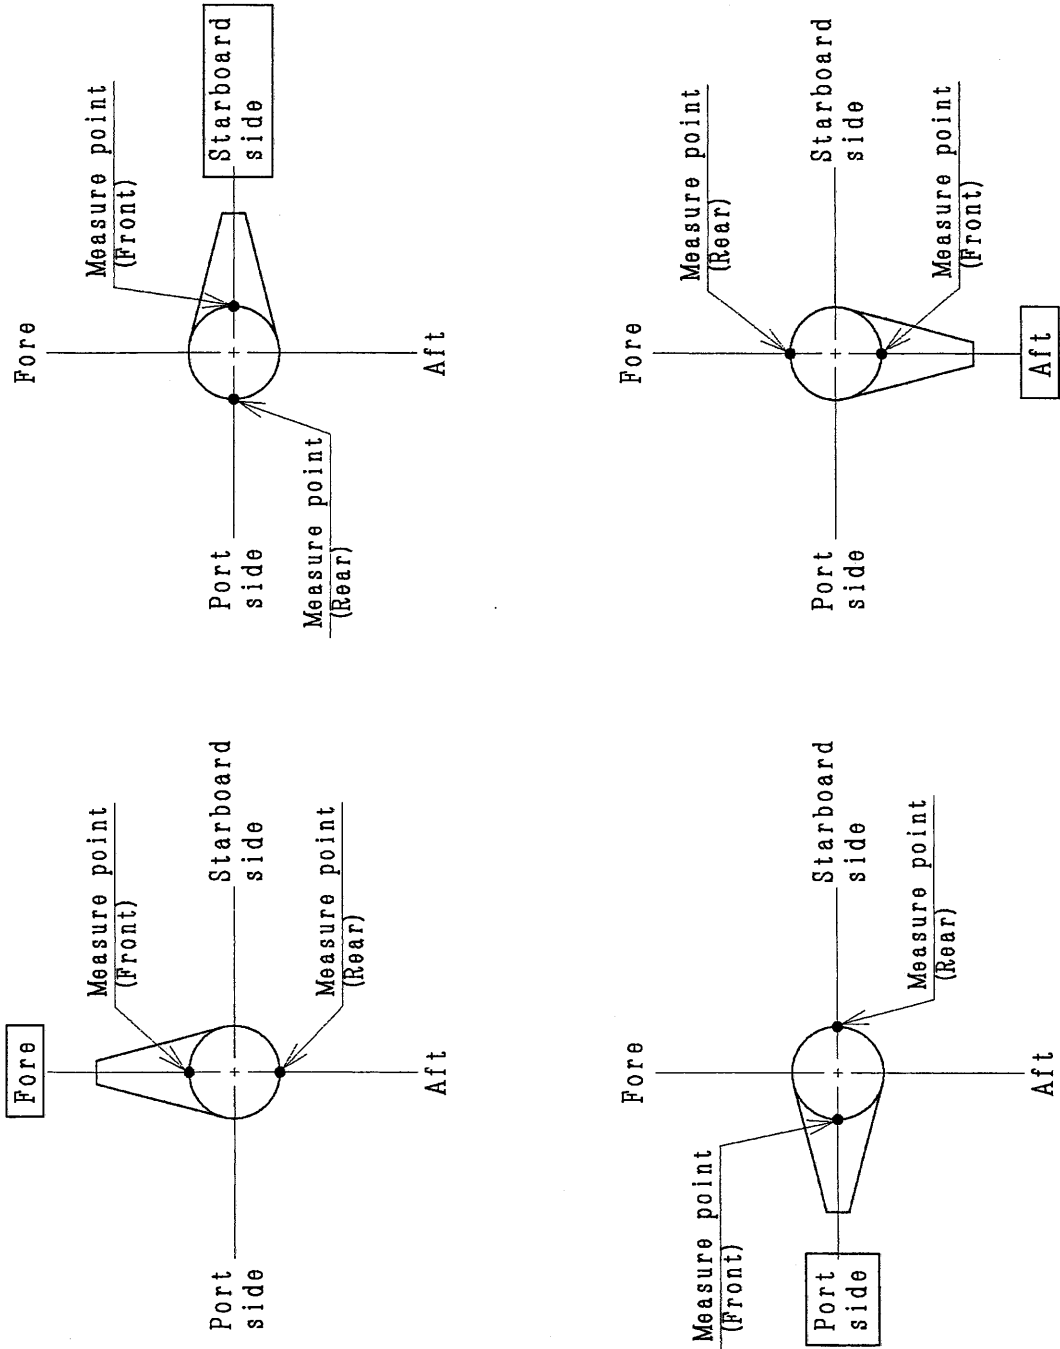 Fore
Measure point
(Front)
Port
side
Starboard
side
Measure point
(Rear)
Aft
Fore
Measure point
(Front)
Port
side
Starboard
side
Measure point
(Rear)
Aft
Fore
Measure point
(Front)
Port
side
Starboard
side
Measure point
(Rear)
Aft
Fore
Measure point
(Rear)
Port
side
Starboard
side
Measure point
(Front)
Aft